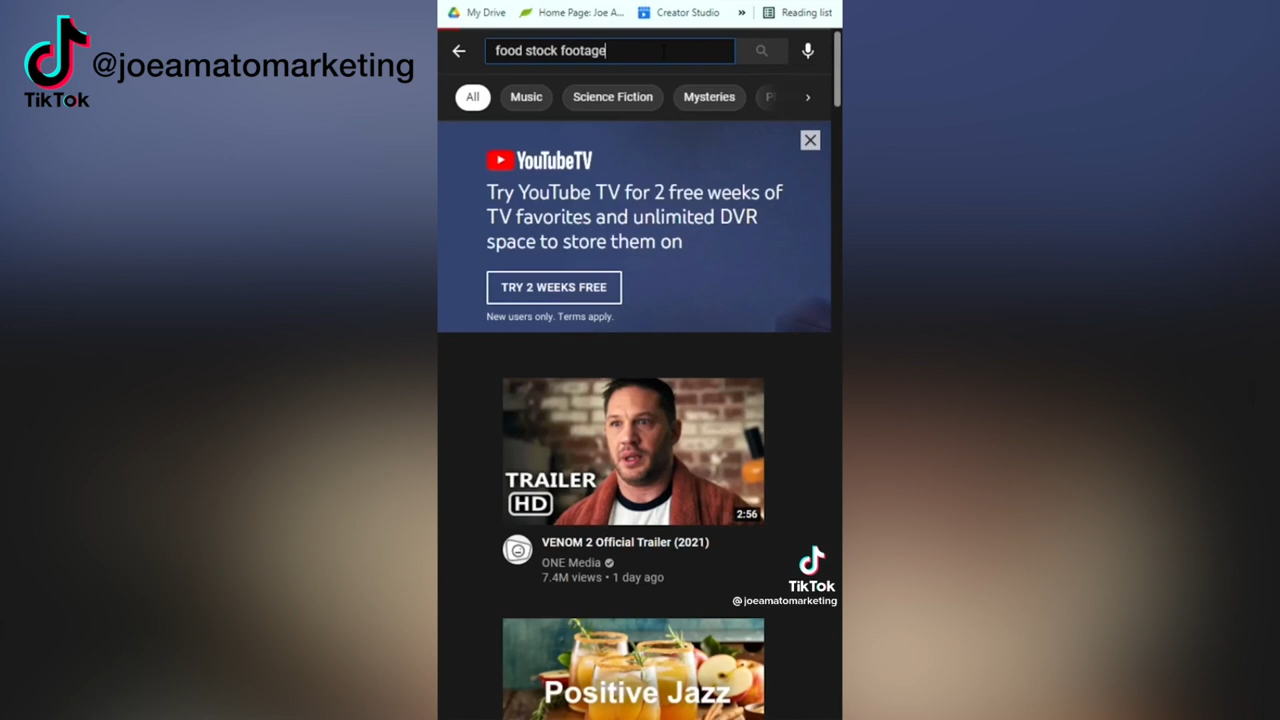 TikTok
@joeamatomarketing
My Drive
Home Page: Joe A...
Creator Studio
»
Reading list
food stock footage
All
Music
Science Fiction
Mysteries
YouTubeTV
Try YouTube TV for 2 free weeks of
TV favorites and unlimited DVR
space to store them on
TRY 2 WEEKS FREE
New users only. Terms apply.
TRAILER
HD
2:56
VENOM 2 Official Trailer (2021)
ONE Media
7.4M views • 1 day ago
TikTok
@joeamatomarketing
Positive Jazz